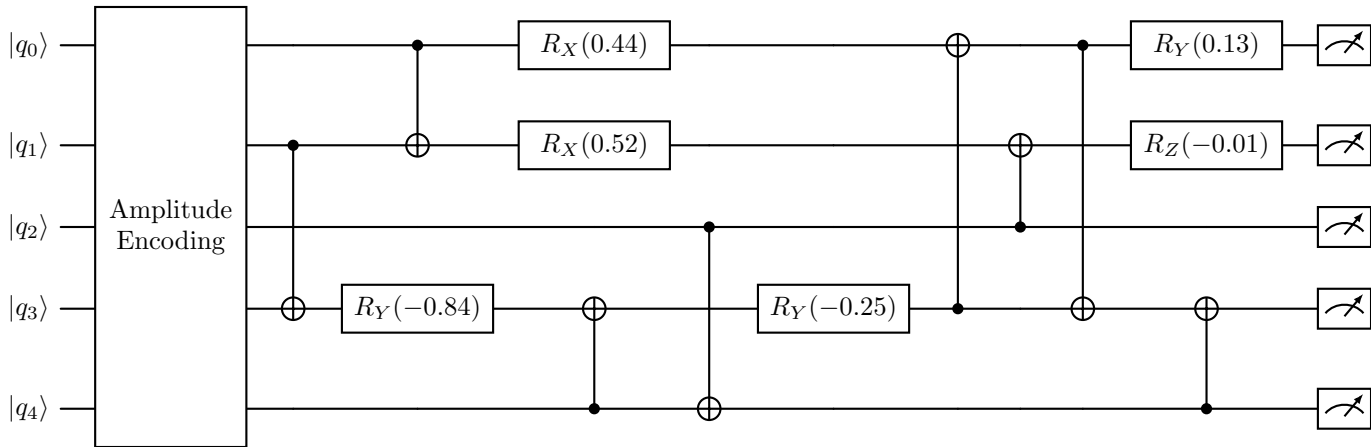 |q₀⟩
R_X(0.44)
R_Y(0.13)
|q₁⟩
R_X(0.52)
R_Z(−0.01)
Amplitude
Encoding
|q₂⟩
|q₃⟩
R_Y(−0.84)
R_Y(−0.25)
|q₄⟩